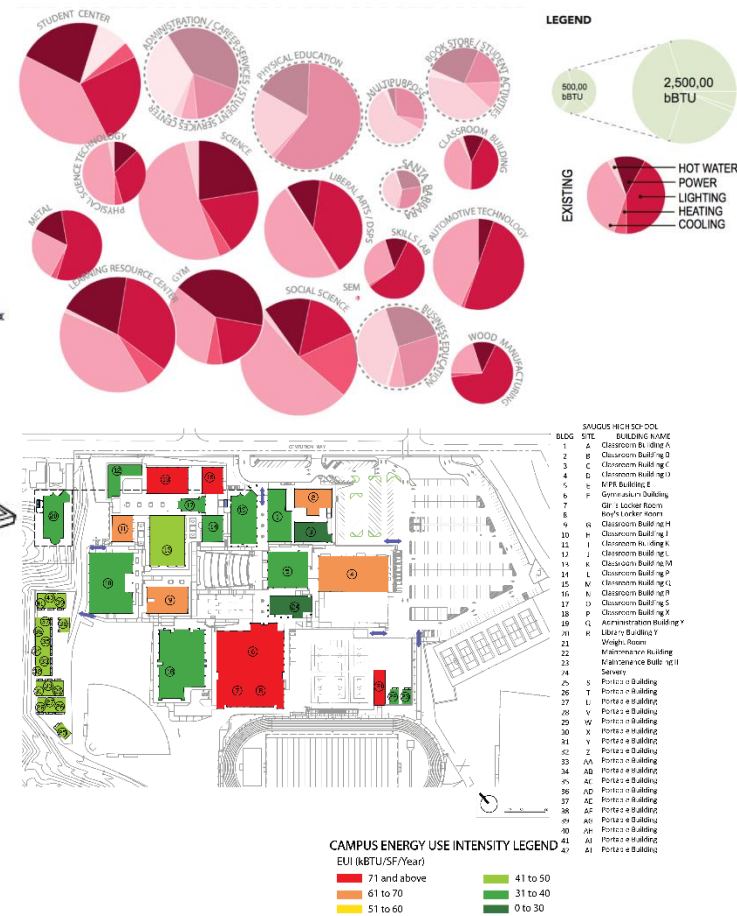 STUDENT CENTER
ADMINISTRATION / CAREER SERVICES / STUDENT SERVICES CENTER
PHYSICAL EDUCATION
MULTIPURPOSE
BOOK STORE / STUDENT ACTIVITIES
PHYSICAL SCIENCE TECHNOLOGY
SCIENCE
LIBERAL ARTS / DSPS
SANTA BARBARA
CLASSROOM BUILDING
METAL
SKILLS LAB
AUTOMOTIVE TECHNOLOGY
LEARNING RESOURCE CENTER
GYM
SOCIAL SCIENCE
SEM
BUSINESS EDUCATION
WOOD MANUFACTURING
LEGEND
500,00
bBTU
2,500,00
bBTU
EXISTING
HOT WATER
POWER
LIGHTING
HEATING
COOLING
SAUGUS HIGH SCHOOL
BLDG SITE BUILDING NAME
1 A Classroom Building A
2 B Classroom Building B
3 C Classroom Building C
4 D Classroom Building D
5 E MPR Building E
6 F Gymnasium Building
7 Girl's Locker Room
8 Boy's Locker Room
9 G Classroom Building H
10 H Classroom Building J
11 I Classroom Building K
12 J Classroom Building L
13 K Classroom Building M
14 L Classroom Building P
15 M Classroom Building Q
16 N Classroom Building R
17 O Classroom Building S
18 P Classroom Building X
19 Q Administration Building Y
20 R Library Building Y
21 Weight Room
22 Maintenance Building
23 Maintenance Building II
24 Servery
25 S Portable Building
26 T Portable Building
27 U Portable Building
28 V Portable Building
29 W Portable Building
30 X Portable Building
31 Y Portable Building
32 Z Portable Building
33 AA Portable Building
34 AB Portable Building
35 AC Portable Building
36 AD Portable Building
37 AE Portable Building
38 AF Portable Building
39 AG Portable Building
40 AH Portable Building
41 AI Portable Building
42 Portable Building
CAMPUS ENERGY USE INTENSITY LEGEND
EUI (kBTU/SF/Year)
71 and above
61 to 70
51 to 60
41 to 50
31 to 40
0 to 30